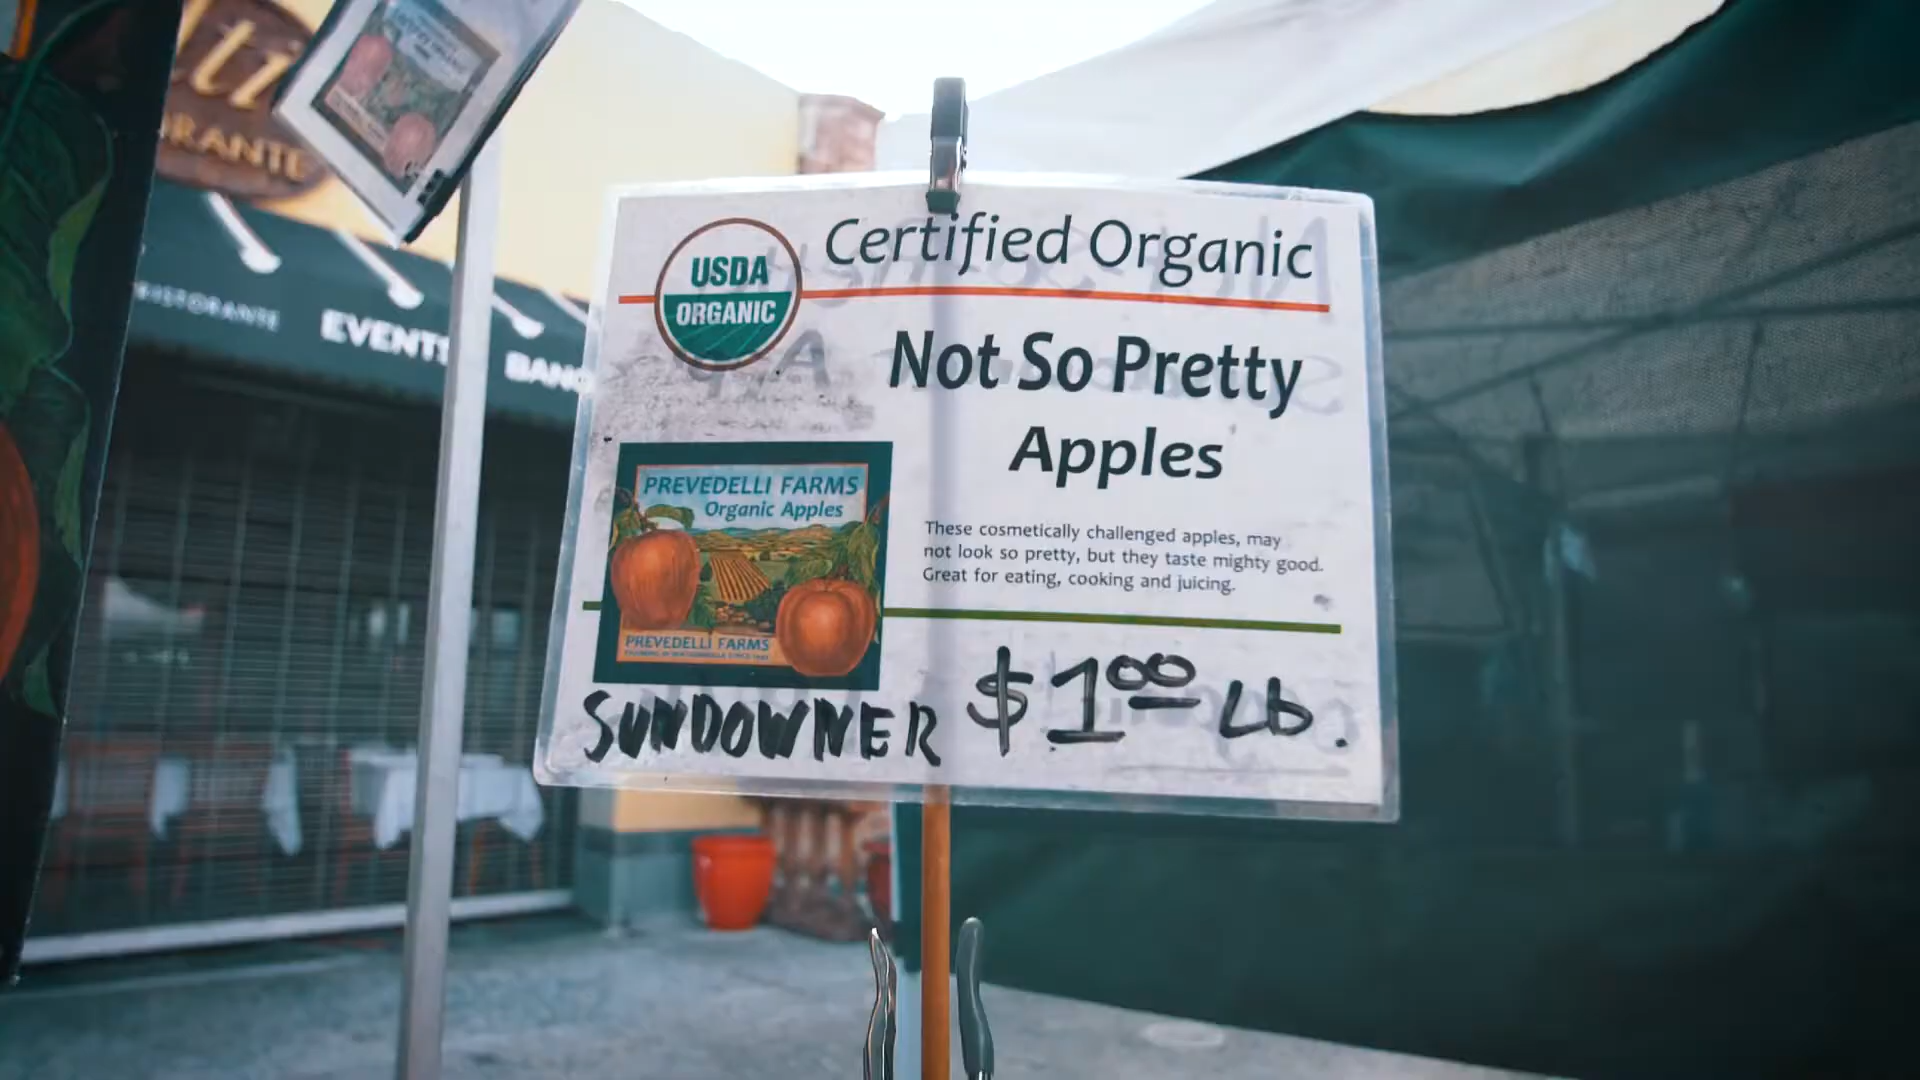 RANTE
RISTORANTE
EVENTS
USDA
ORGANIC
Certified Organic
Not So Pretty
Apples
PREVEDELLI FARMS
Organic Apples
PREVEDELLI FARMS
These cosmetically challenged apples, may
not look so pretty, but they taste mighty good.
Great for eating, cooking and juicing.
SUNDOWNER $1.00 Lb.